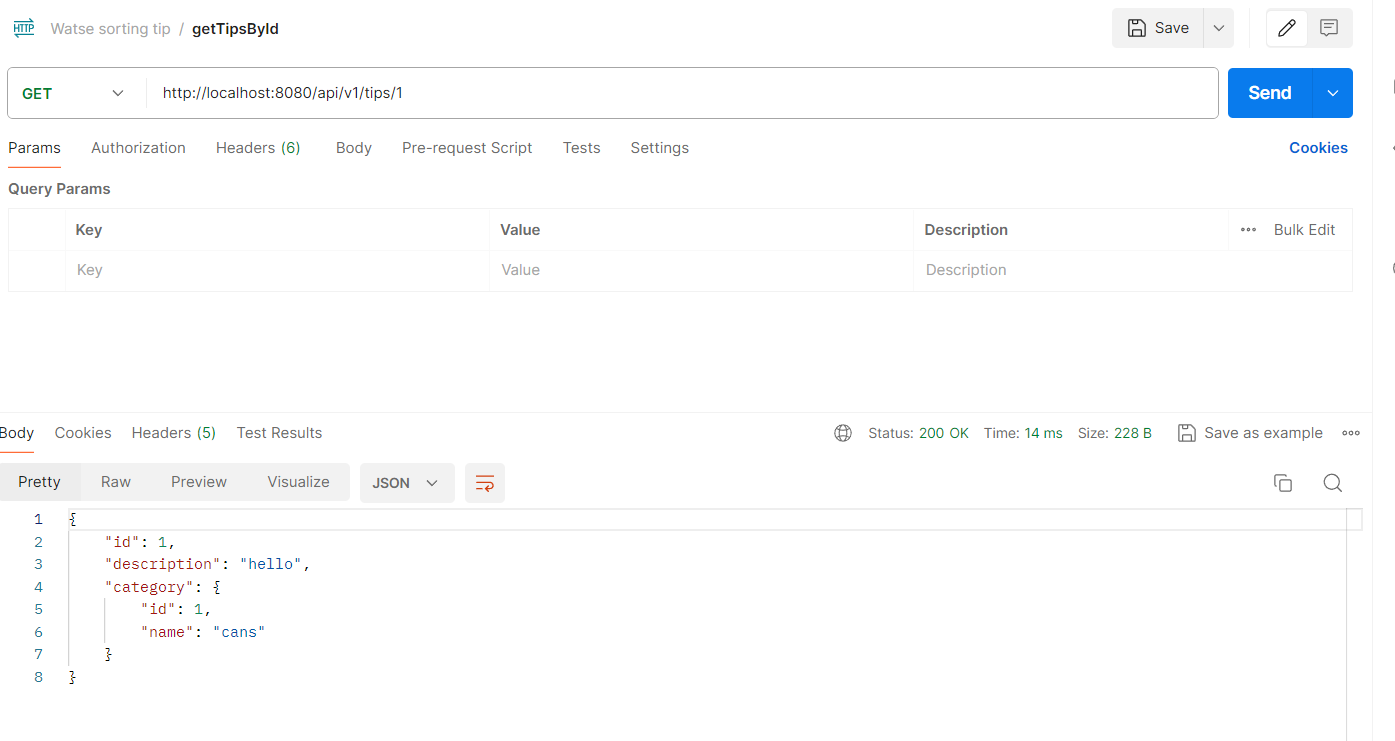 HTTP Watse sorting tip / getTipsById Save
GET http://localhost:8080/api/v1/tips/1 Send
Params Authorization Headers (6) Body Pre-request Script Tests Settings Cookies
Query Params
Key Value Description ••• Bulk Edit
Key Value Description
Body Cookies Headers (5) Test Results Status: 200 OK Time: 14 ms Size: 228 B Save as example
Pretty Raw Preview Visualize JSON
1 {
2 "id": 1,
3 "description": "hello",
4 "category": {
5 "id": 1,
6 "name": "cans"
7 }
8 }